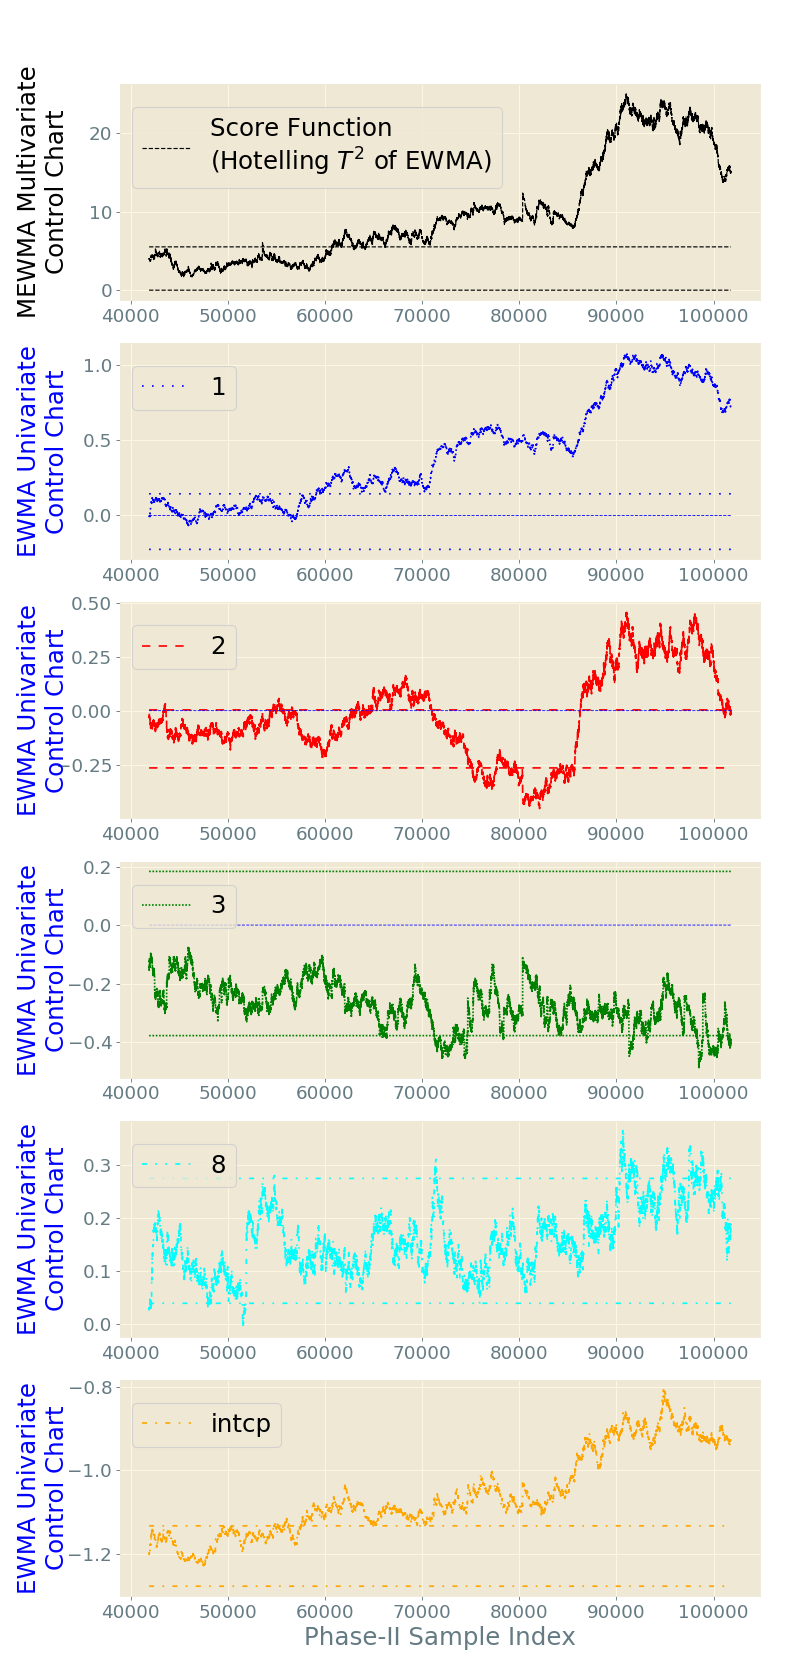 MEWMA Multivariate
Control Chart
20
10
0
Score Function
(Hotelling T² of EWMA)
40000 50000 60000 70000 80000 90000 100000
EWMA Univariate
Control Chart
1.0
0.5
0.0
1
40000 50000 60000 70000 80000 90000 100000
EWMA Univariate
Control Chart
0.50
0.25
0.00
−0.25
2
40000 50000 60000 70000 80000 90000 100000
EWMA Univariate
Control Chart
0.2
0.0
−0.2
−0.4
3
40000 50000 60000 70000 80000 90000 100000
EWMA Univariate
Control Chart
0.3
0.2
0.1
0.0
8
40000 50000 60000 70000 80000 90000 100000
EWMA Univariate
Control Chart
−0.8
−1.0
−1.2
intcp
40000 50000 60000 70000 80000 90000 100000
Phase-II Sample Index